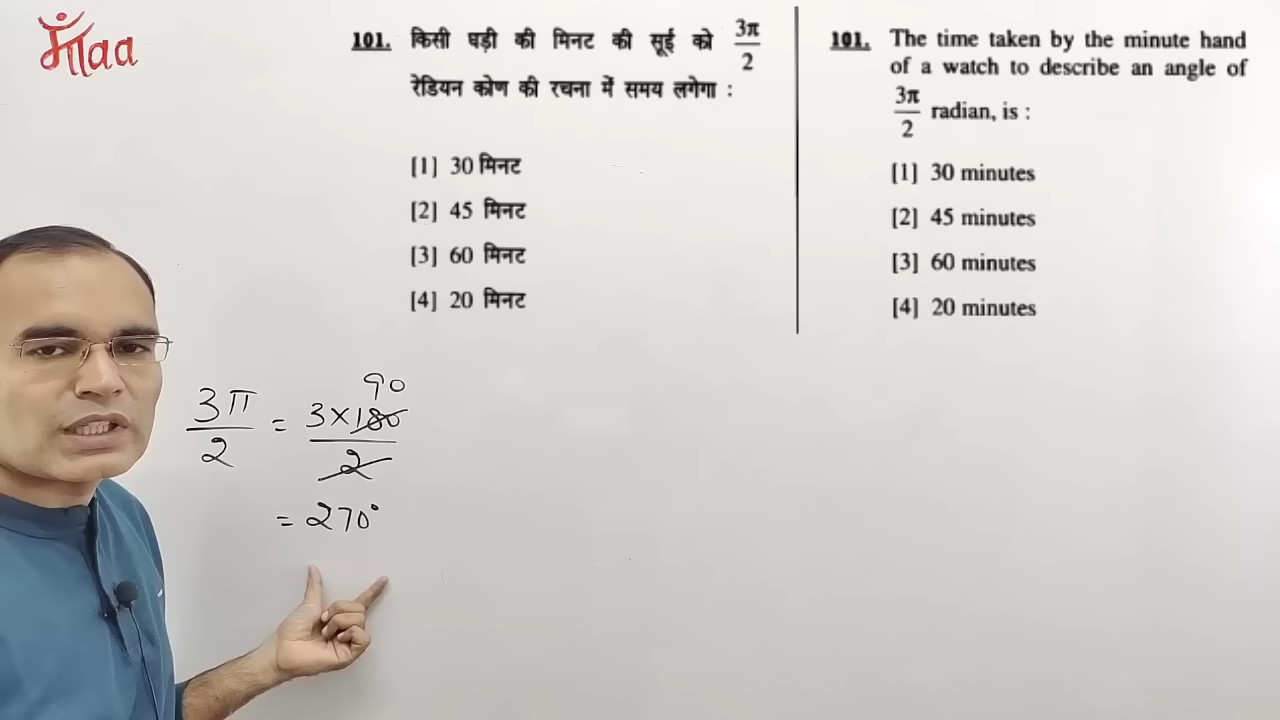 माँaa
101. किसी घड़ी की मिनट की सूई को 3π/2
रेडियन कोण की रचना में समय लगेगा :
[1] 30 मिनट
[2] 45 मिनट
[3] 60 मिनट
[4] 20 मिनट
101. The time taken by the minute hand
of a watch to describe an angle of
3π/2 radian, is :
[1] 30 minutes
[2] 45 minutes
[3] 60 minutes
[4] 20 minutes
90
3π/2 = 3×180/2
= 270°